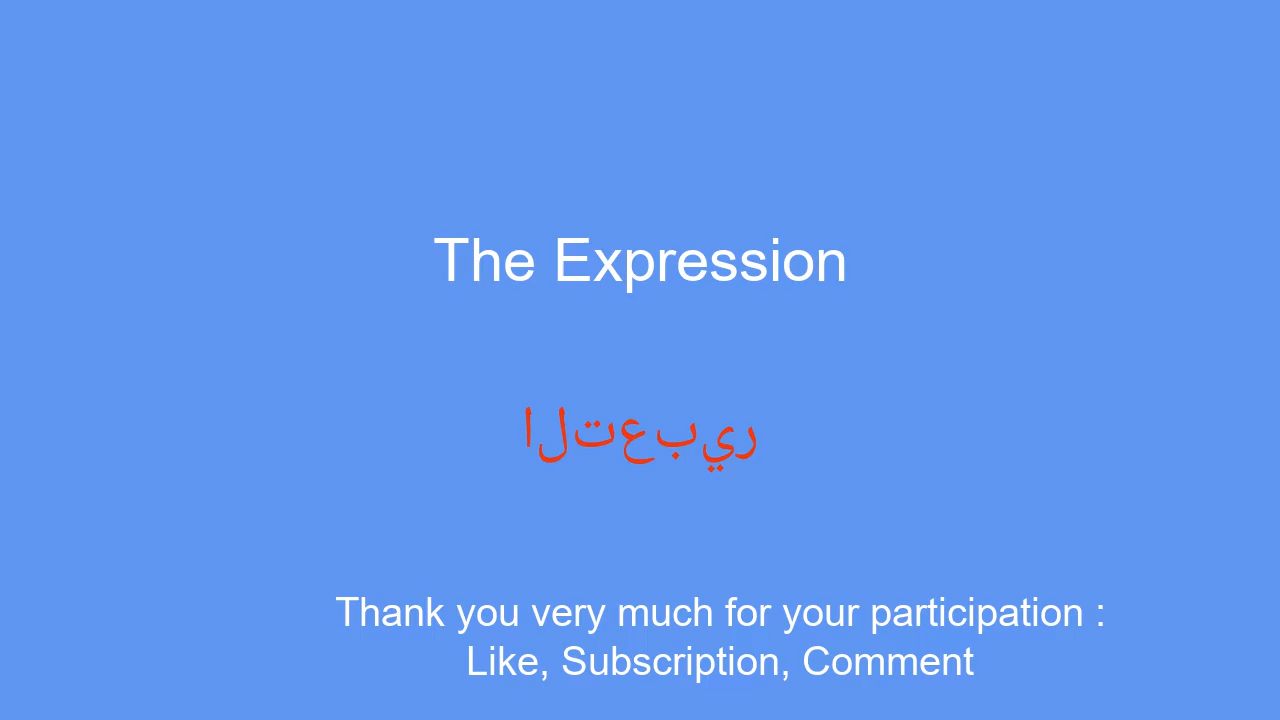 The Expression
التعبير
Thank you very much for your participation :
Like, Subscription, Comment